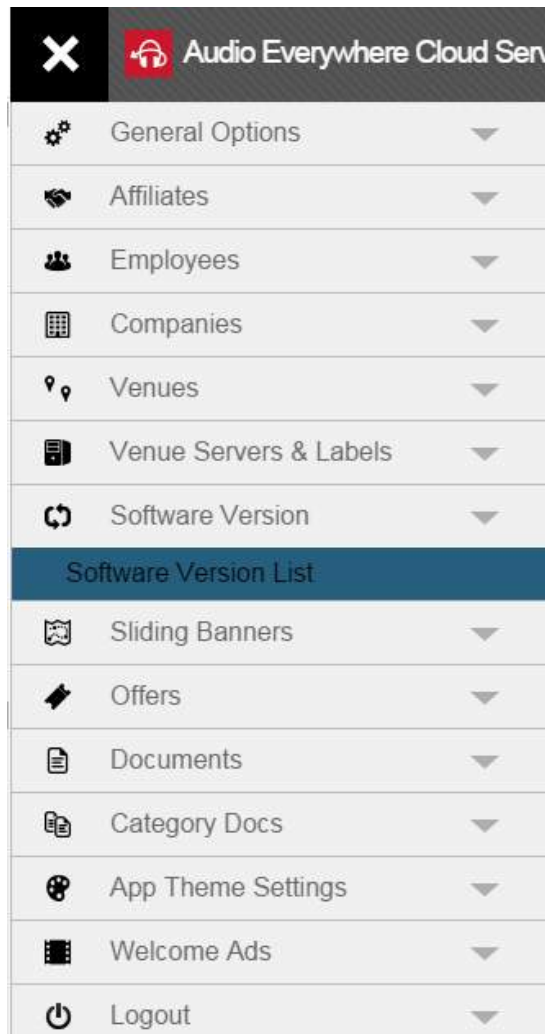 Audio Everywhere Cloud Serv
General Options
Affiliates
Employees
Companies
Venues
Venue Servers & Labels
Software Version
Software Version List
Sliding Banners
Offers
Documents
Category Docs
App Theme Settings
Welcome Ads
Logout